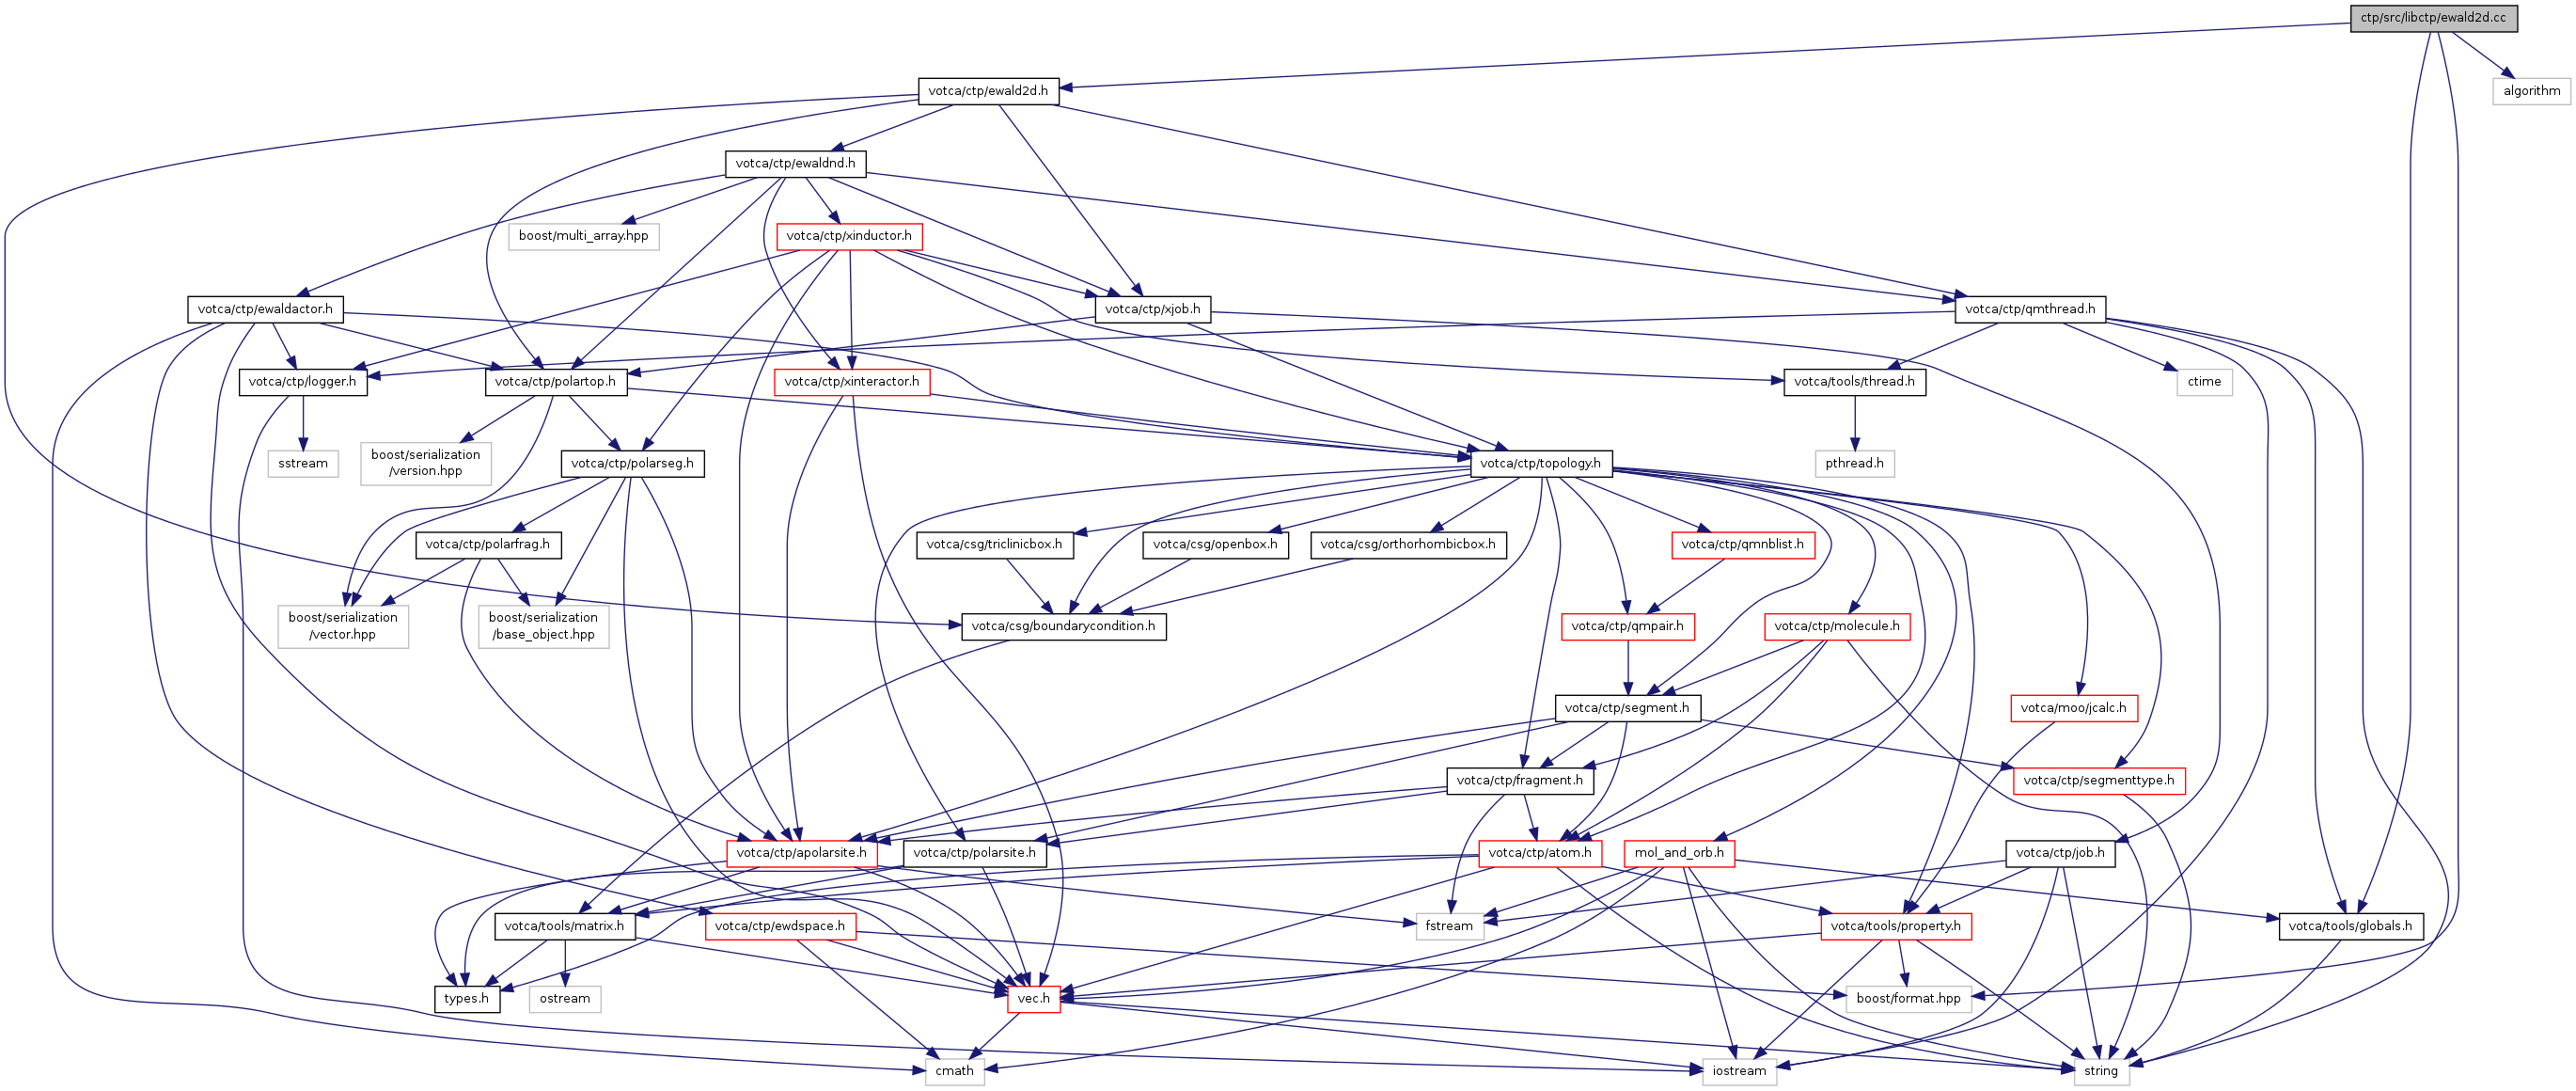 ctp/src/libctp/ewald2d.cc
votca/ctp/ewald2d.h
algorithm
votca/ctp/ewaldnd.h
boost/multi_array.hpp
votca/ctp/xinductor.h
votca/ctp/ewaldactor.h
votca/ctp/xjob.h
votca/ctp/qmthread.h
votca/ctp/logger.h
votca/ctp/polartop.h
votca/ctp/xinteractor.h
votca/tools/thread.h
ctime
sstream
boost/serialization
/version.hpp
votca/ctp/polarseg.h
votca/ctp/topology.h
pthread.h
votca/ctp/polarfrag.h
votca/csg/triclinicbox.h
votca/csg/openbox.h
votca/csg/orthorhombicbox.h
votca/ctp/qmnblist.h
boost/serialization
/vector.hpp
boost/serialization
/base_object.hpp
votca/csg/boundarycondition.h
votca/ctp/qmpair.h
votca/ctp/molecule.h
votca/ctp/segment.h
votca/moo/jcalc.h
votca/ctp/fragment.h
votca/ctp/segmenttype.h
votca/ctp/apolarsite.h
votca/ctp/polarsite.h
votca/ctp/atom.h
mol_and_orb.h
votca/ctp/job.h
votca/tools/matrix.h
votca/ctp/ewdspace.h
fstream
votca/tools/property.h
votca/tools/globals.h
types.h
ostream
vec.h
boost/format.hpp
cmath
iostream
string